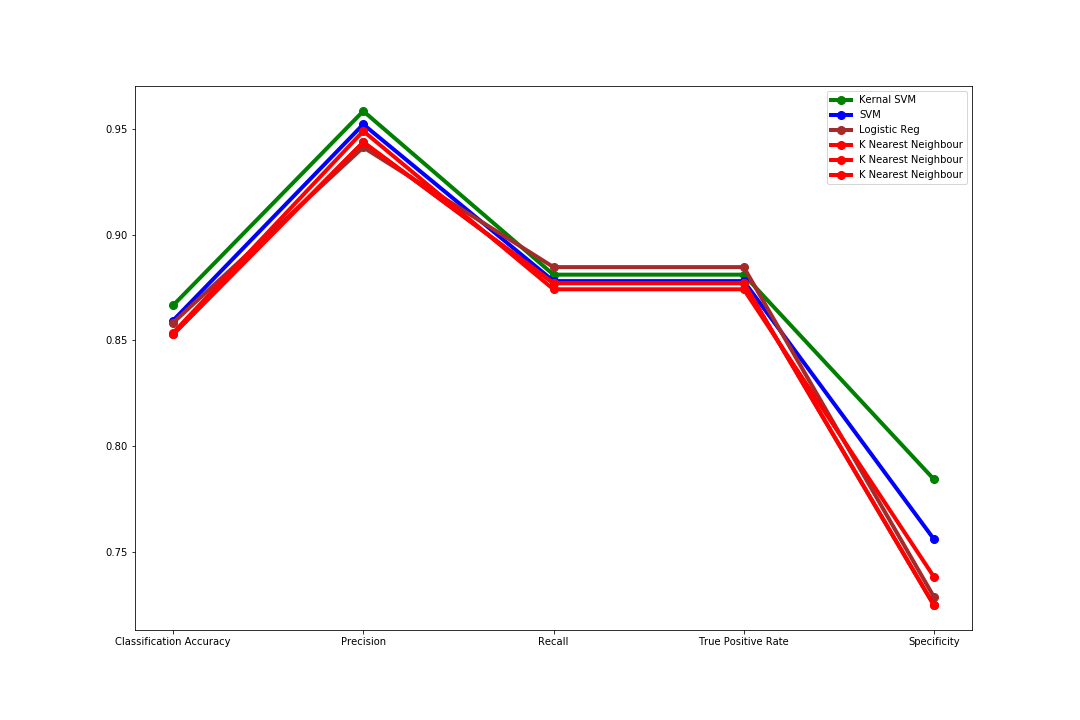 Kernal SVM
SVM
Logistic Reg
K Nearest Neighbour
K Nearest Neighbour
K Nearest Neighbour
0.95
0.90
0.85
0.80
0.75
Classification Accuracy Precision Recall True Positive Rate Specificity